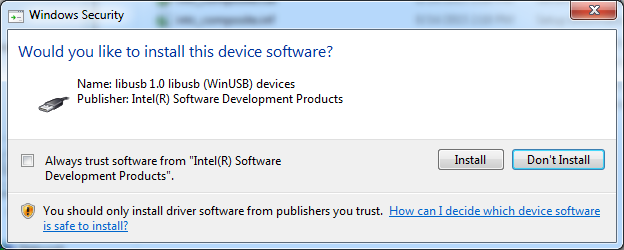 Windows Security
Would you like to install this device software?
Name: libusb 1.0 libusb (WinUSB) devices
Publisher: Intel(R) Software Development Products
Always trust software from "Intel(R) Software
Development Products".
Install
Don't Install
You should only install driver software from publishers you trust. How can I decide which device software
is safe to install?